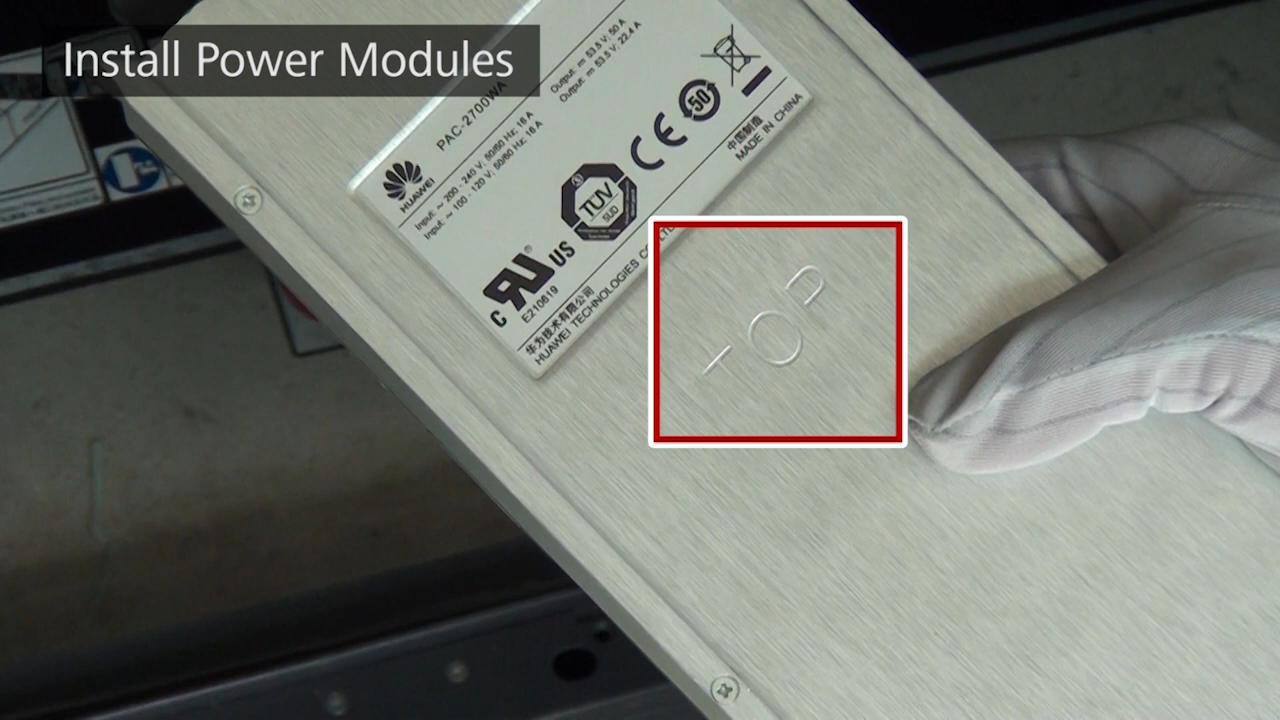 Install Power Modules
HUAWEI
PAC-2700WA
Input: ~ 200 - 240 V; 50/60 Hz; 16 A
Input: ~ 100 - 120 V; 50/60 Hz; 16 A
Output: ⎓ 53.5 V; 50 A
Output: ⎓ 53.5 V; 22.4 A
c RU US
E210619
TÜV
SÜD
CE
50
中国制造
MADE IN CHINA
华为技术有限公司
HUAWEI TECHNOLOGIES CO., LTD.
TOP